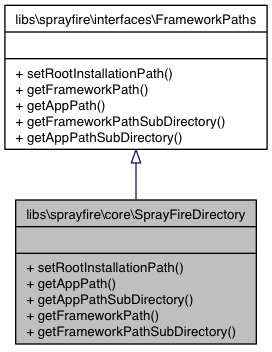 libs\sprayfire\interfaces\FrameworkPaths
+ setRootInstallationPath()
+ getFrameworkPath()
+ getAppPath()
+ getFrameworkPathSubDirectory()
+ getAppPathSubDirectory()
libs\sprayfire\core\SprayFireDirectory
+ setRootInstallationPath()
+ getAppPath()
+ getAppPathSubDirectory()
+ getFrameworkPath()
+ getFrameworkPathSubDirectory()